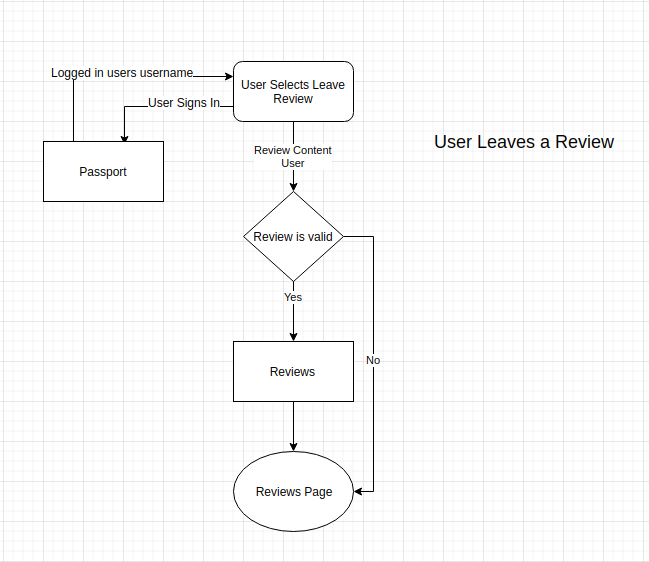 Logged in users username
User Selects Leave
Review
User Signs In
User Leaves a Review
Review Content
User
Passport
Review is valid
Yes
No
Reviews
Reviews Page